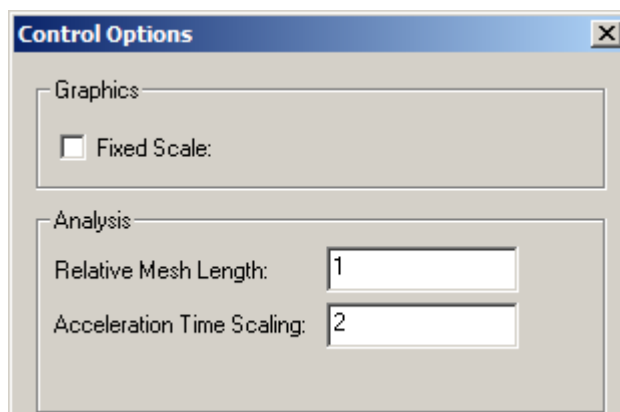 Control Options
Graphics
Fixed Scale:
Analysis
Relative Mesh Length: 1
Acceleration Time Scaling: 2